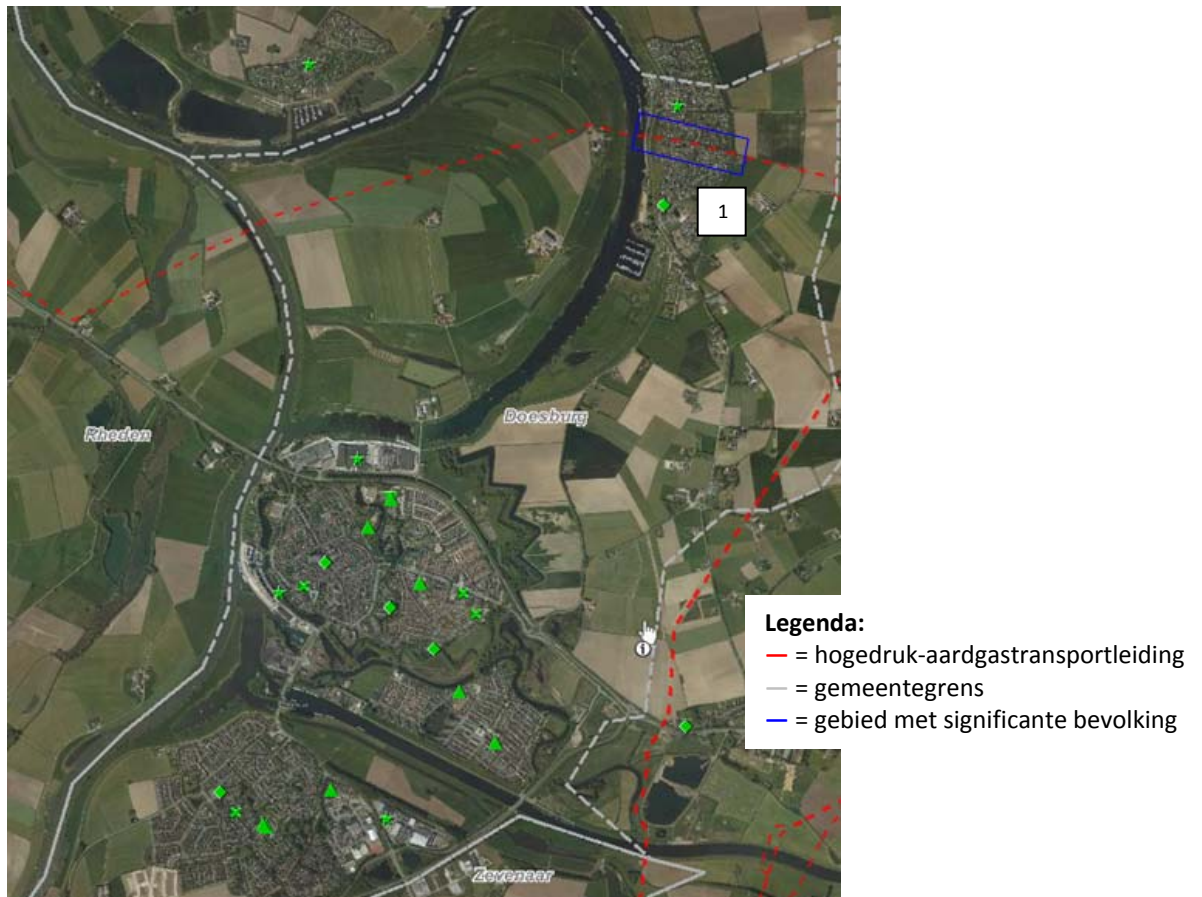 1
Doesburg
Rheden
Legenda:
= hogedruk-aardgastransportleiding
= gemeentegrens
= gebied met significante bevolking
Zevenaar